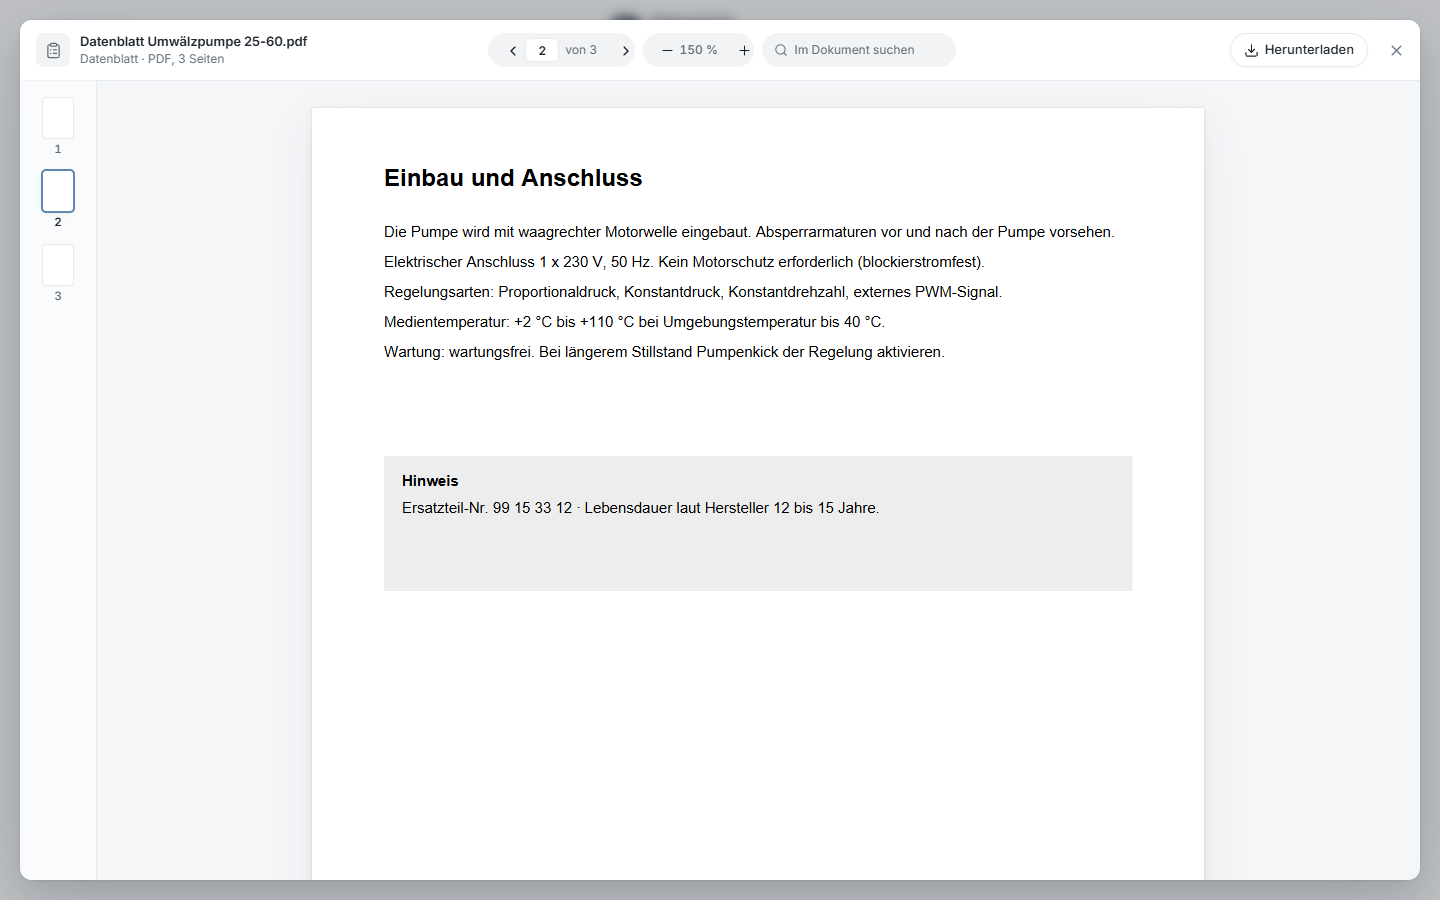 Datenblatt Umwälzpumpe 25-60.pdf
Datenblatt · PDF, 3 Seiten
2 von 3
150 %
Im Dokument suchen
Herunterladen
1
2
3
Einbau und Anschluss
Die Pumpe wird mit waagrechter Motorwelle eingebaut. Absperrarmaturen vor und nach der Pumpe vorsehen.
Elektrischer Anschluss 1 x 230 V, 50 Hz. Kein Motorschutz erforderlich (blockierstromfest).
Regelungsarten: Proportionaldruck, Konstantdruck, Konstantdrehzahl, externes PWM-Signal.
Medientemperatur: +2 °C bis +110 °C bei Umgebungstemperatur bis 40 °C.
Wartung: wartungsfrei. Bei längerem Stillstand Pumpenkick der Regelung aktivieren.
Hinweis
Ersatzteil-Nr. 99 15 33 12 · Lebensdauer laut Hersteller 12 bis 15 Jahre.